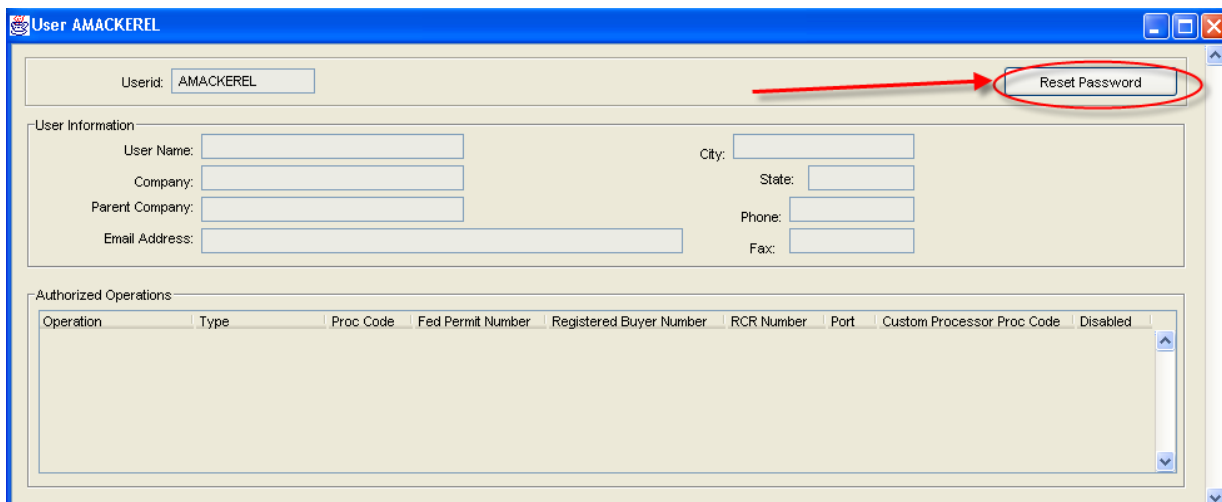 User AMACKEREL
Userid: AMACKEREL Reset Password
User Information
User Name: City:
Company: State:
Parent Company: Phone:
Email Address: Fax:
Authorized Operations
Operation Type Proc Code Fed Permit Number Registered Buyer Number RCR Number Port Custom Processor Proc Code Disabled